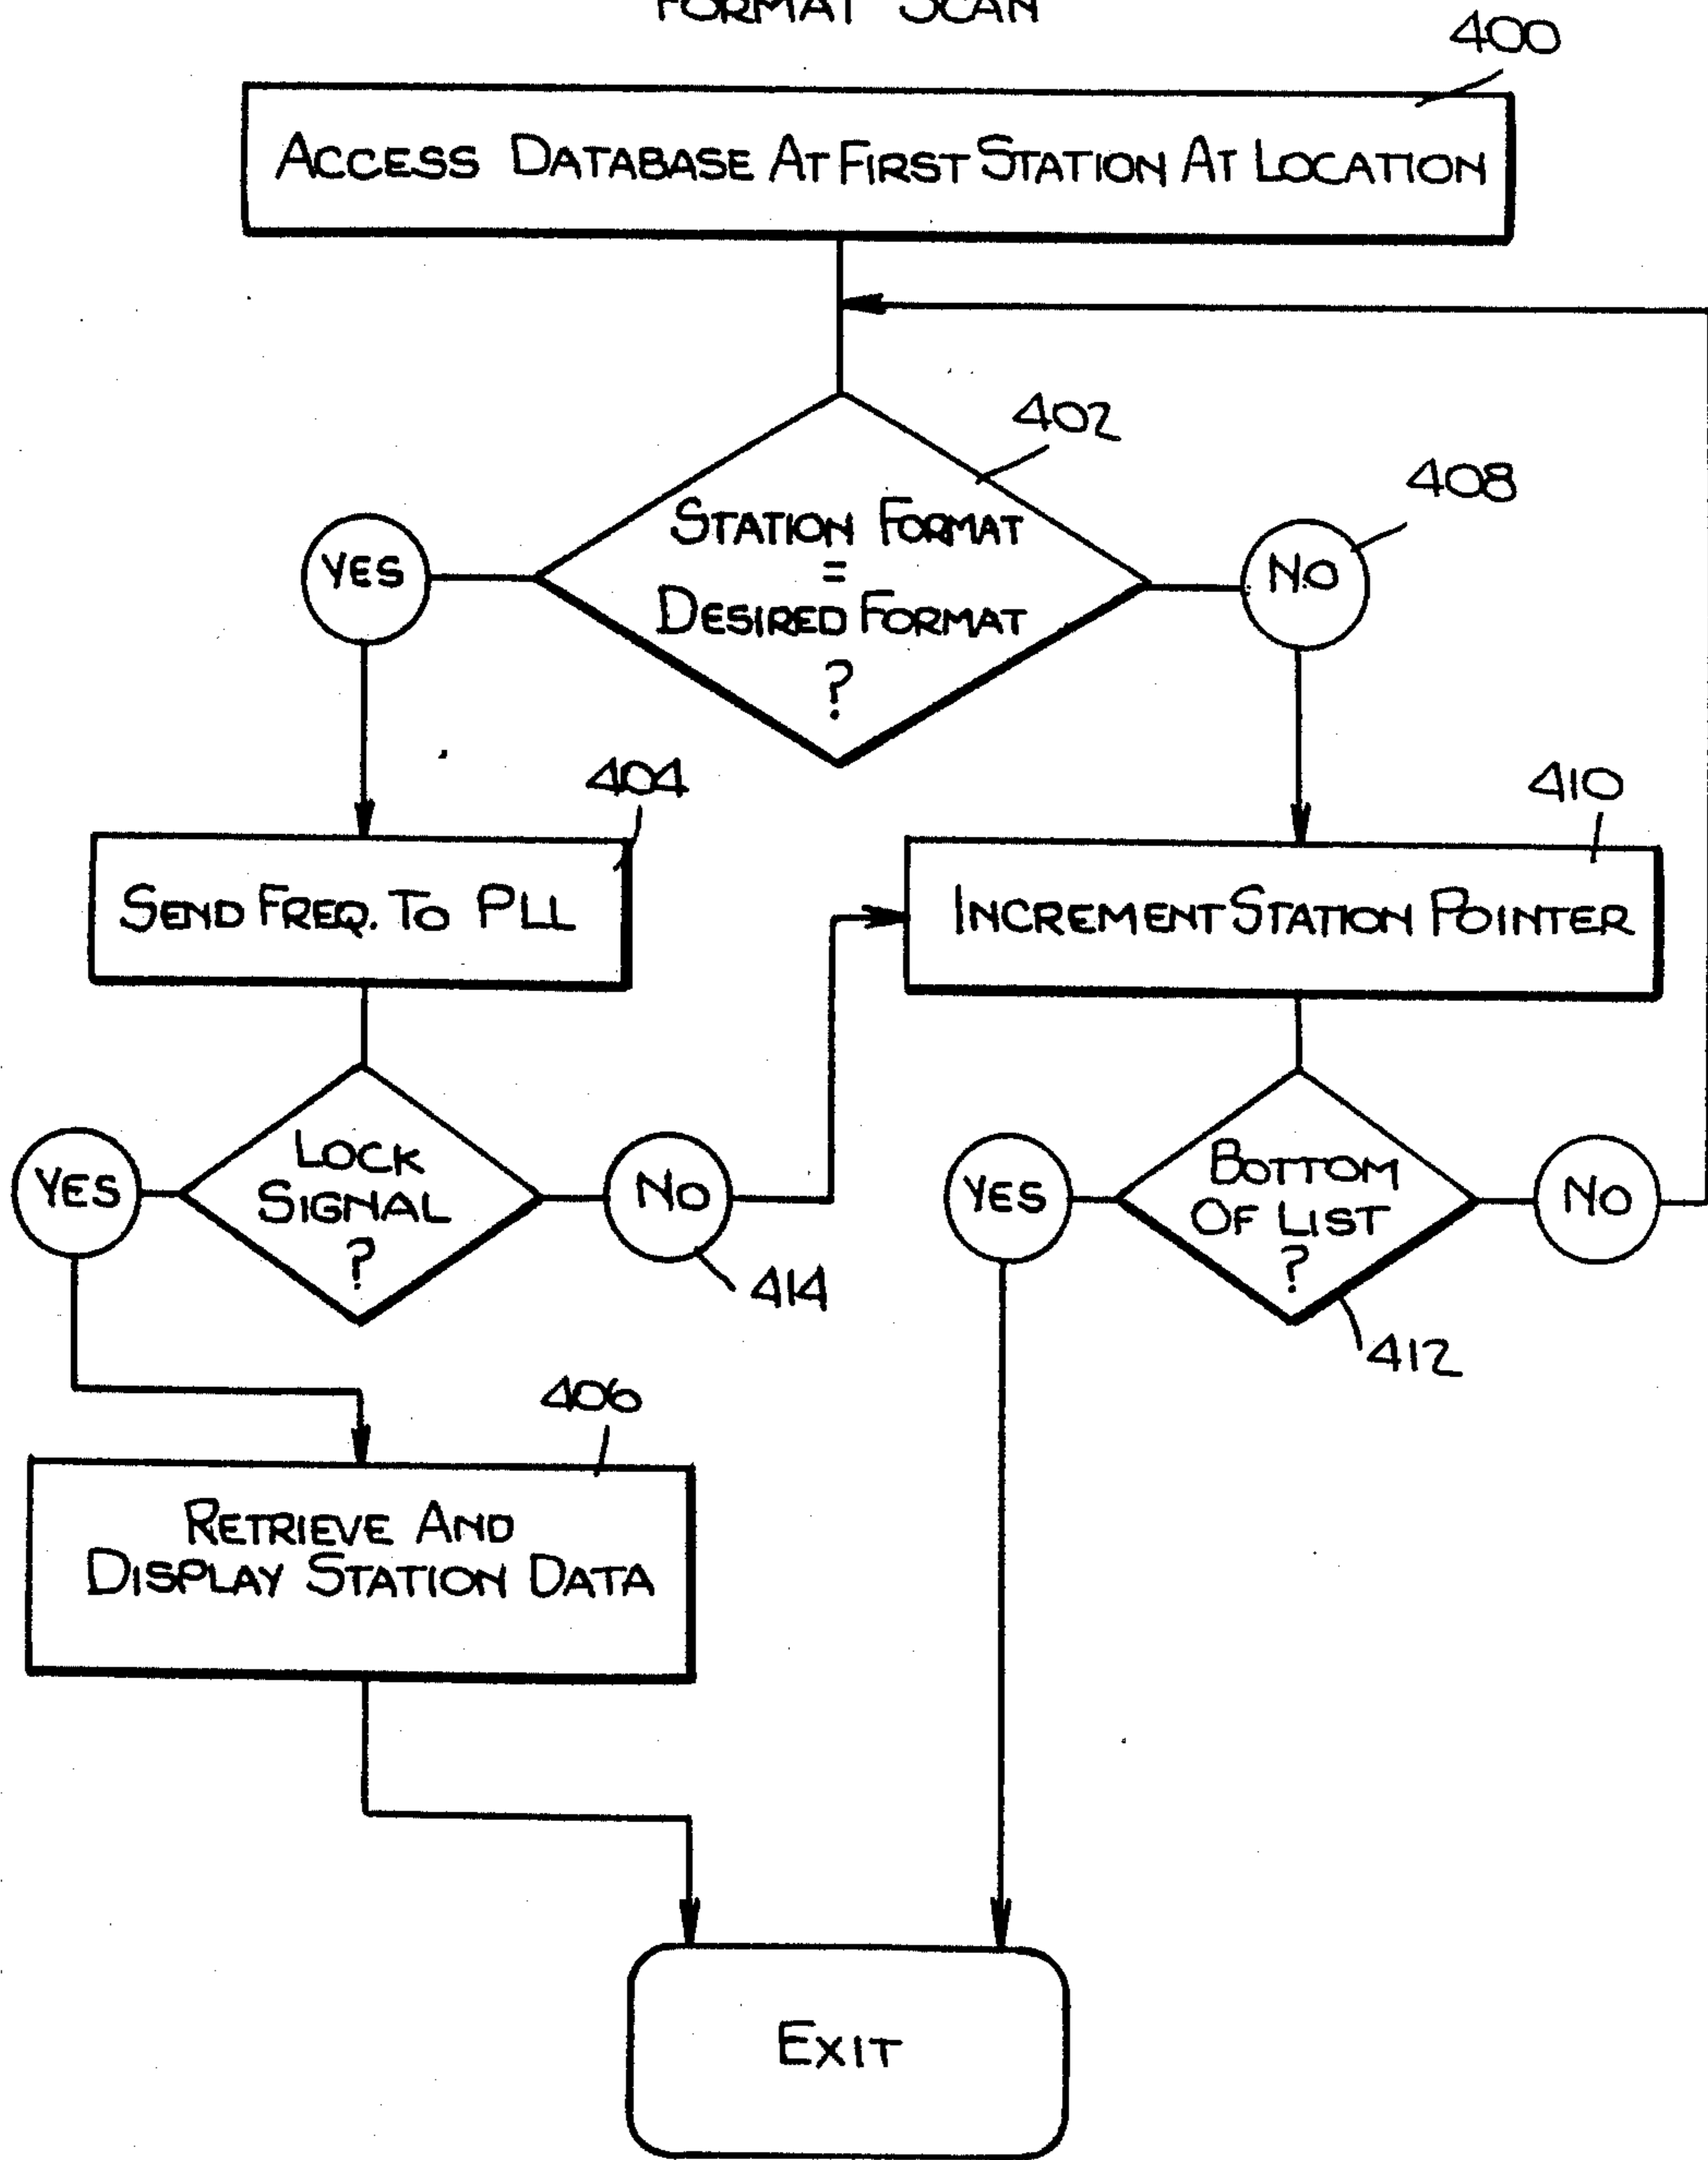 FORMAT SCAN
400
ACCESS DATABASE AT FIRST STATION AT LOCATION
402
408
STATION FORMAT
=
DESIRED FORMAT
?
YES
NO
404
410
SEND FREQ. TO PLL
INCREMENT STATION POINTER
LOCK
SIGNAL
?
YES
NO
414
BOTTOM
OF LIST
?
YES
NO
412
406
RETRIEVE AND
DISPLAY STATION DATA
EXIT